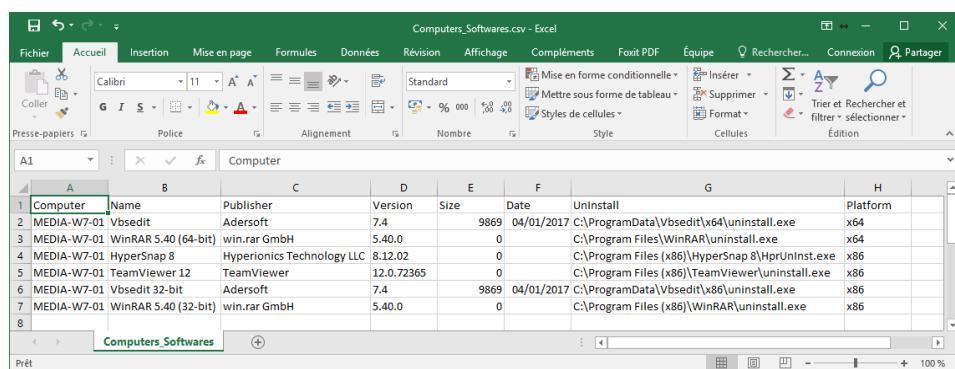 Computers_Softwares.csv - Excel
Fichier Accueil Insertion Mise en page Formules Données Révision Affichage Compléments Foxit PDF Équipe Rechercher... Connexion Partager
Coller
Calibri 11 A A
G I S A
Standard
% 000 ,00 ,00
Mise en forme conditionnelle
Mettre sous forme de tableau
Styles de cellules
Insérer
Supprimer
Format
Σ
Trier et filtrer
Rechercher et sélectionner
Presse-papiers Police Alignement Nombre Style Cellules Édition
A1 fx Computer
A B C D E F G H
1 Computer Name Publisher Version Size Date UnInstall Platform
2 MEDIA-W7-01 Vbsedit Adersoft 7.4 9869 04/01/2017 C:\ProgramData\Vbsedit\x64\uninstall.exe x64
3 MEDIA-W7-01 WinRAR 5.40 (64-bit) win.rar GmbH 5.40.0 0 C:\Program Files\WinRAR\uninstall.exe x64
4 MEDIA-W7-01 HyperSnap 8 Hyperionics Technology LLC 8.12.02 0 C:\Program Files (x86)\HyperSnap 8\HprUnInst.exe x86
5 MEDIA-W7-01 TeamViewer 12 TeamViewer 12.0.72365 0 C:\Program Files (x86)\TeamViewer\uninstall.exe x86
6 MEDIA-W7-01 Vbsedit 32-bit Adersoft 7.4 9869 04/01/2017 C:\ProgramData\Vbsedit\x86\uninstall.exe x86
7 MEDIA-W7-01 WinRAR 5.40 (32-bit) win.rar GmbH 5.40.0 0 C:\Program Files (x86)\WinRAR\uninstall.exe x86
8
Computers_Softwares
Prêt 100 %